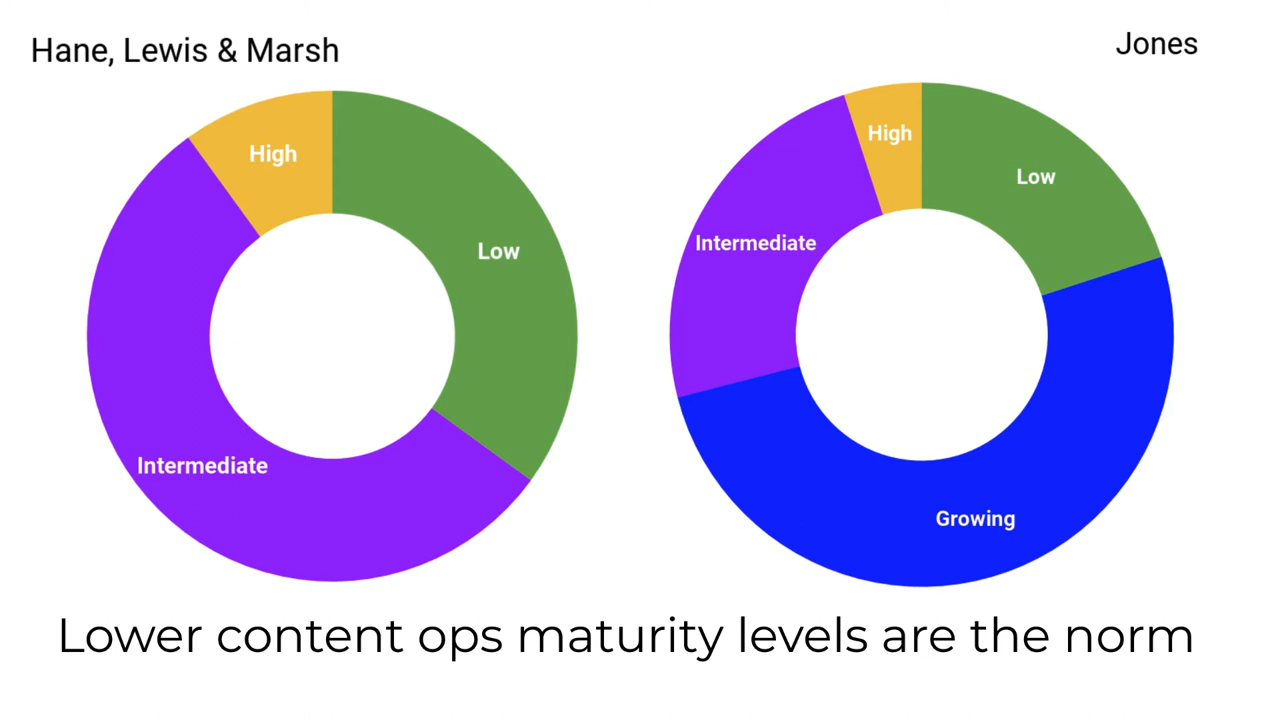 Hane, Lewis & Marsh
High
Low
Intermediate
Jones
High
Low
Intermediate
Growing
Lower content ops maturity levels are the norm